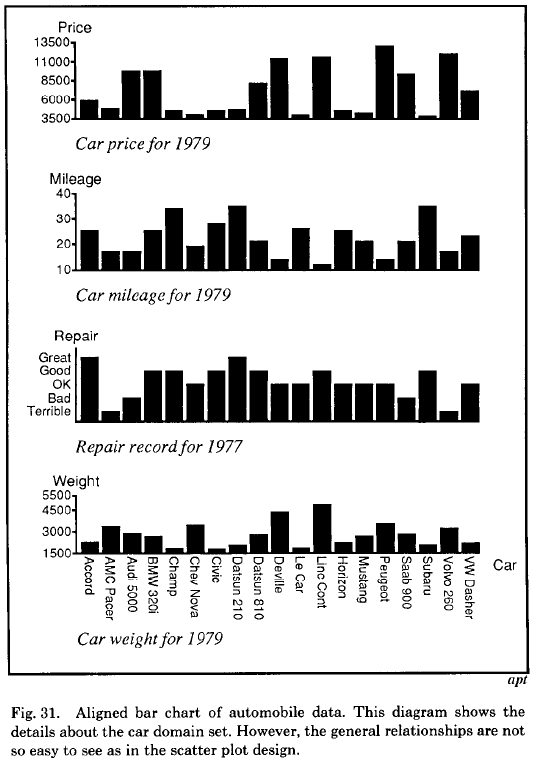 Price
13500
11000
8500
6000
3500
Car price for 1979
Mileage
40
30
20
10
Car mileage for 1979
Repair
Great
Good
OK
Bad
Terrible
Repair record for 1977
Weight
5500
4500
3000
1500
Accord
AMC Pacer
Audi 5000
BMW 320i
Champ
Chev Nova
Civic
Datsun 210
Datsun 810
Deville
Le Car
Linc Cont
Horizon
Mustang
Peugeot
Saab 900
Subaru
Volvo 260
VW Dasher
Car
Car weight for 1979
apt
Fig. 31. Aligned bar chart of automobile data. This diagram shows the
details about the car domain set. However, the general relationships are not
so easy to see as in the scatter plot design.